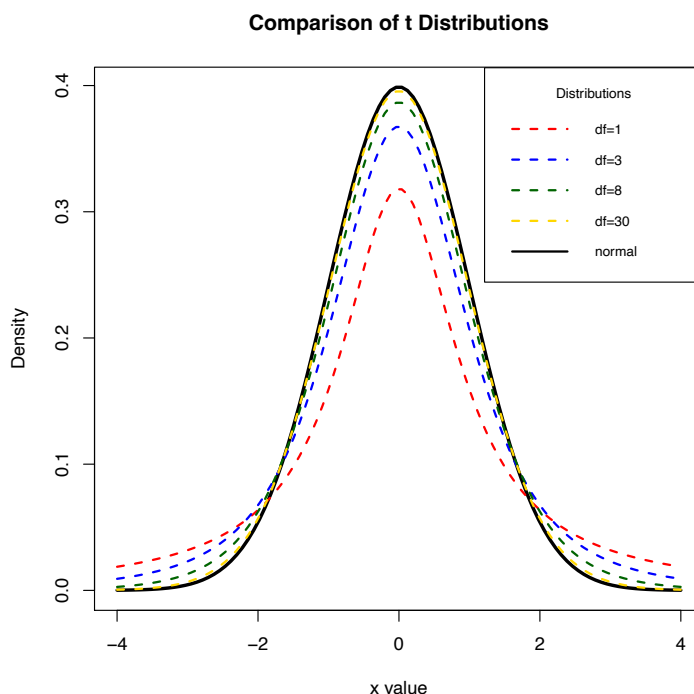 Comparison of t Distributions
Distributions
df=1
df=3
df=8
df=30
normal
Density
0.4
0.3
0.2
0.1
0.0
−4 −2 0 2 4
x value